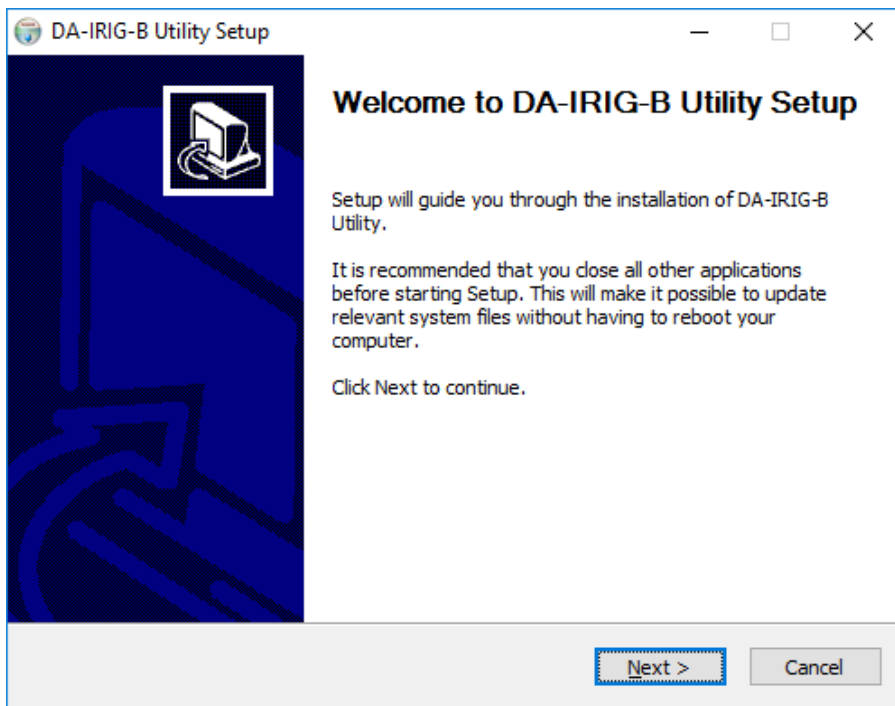 DA-IRIG-B Utility Setup
Welcome to DA-IRIG-B Utility Setup
Setup will guide you through the installation of DA-IRIG-B
Utility.
It is recommended that you close all other applications
before starting Setup. This will make it possible to update
relevant system files without having to reboot your
computer.
Click Next to continue.
Next >
Cancel